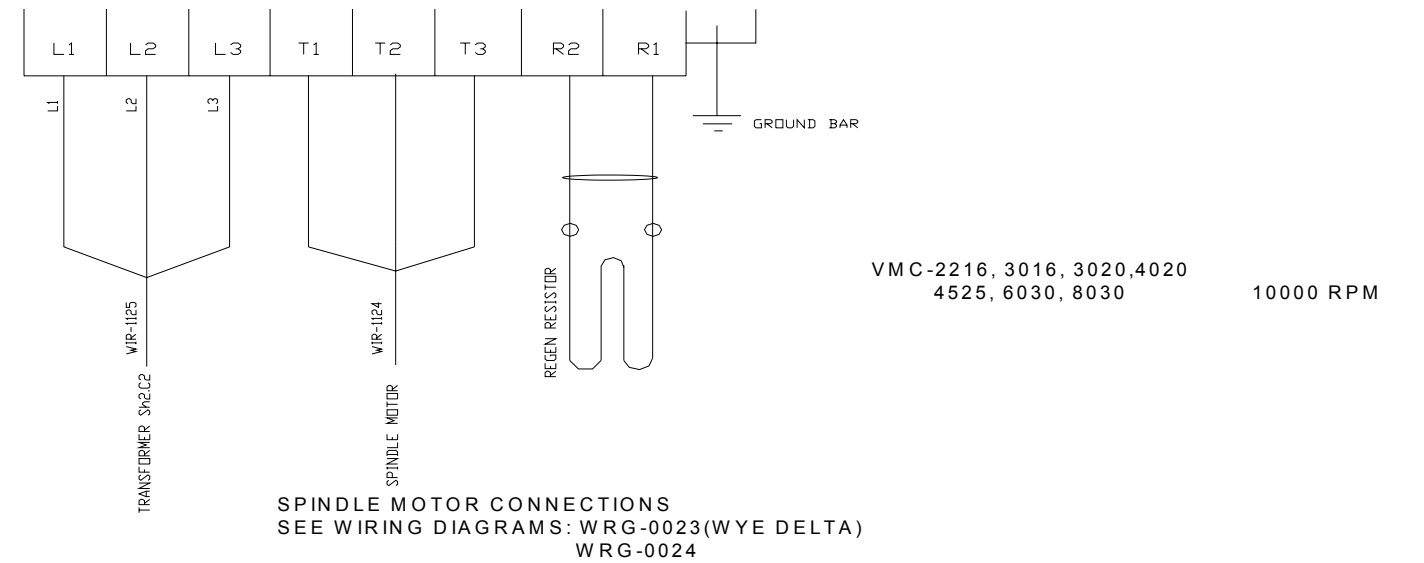 L1 L2 L3 T1 T2 T3 R2 R1
L1 L2 L3
GROUND BAR
VMC-2216, 3016, 3020,4020
4525, 6030, 8030 10000 RPM
WIR-1125
TRANSFORMER Sh2.C2
WIR-1124
SPINDLE MOTOR
REGEN RESISTOR
SPINDLE MOTOR CONNECTIONS
SEE WIRING DIAGRAMS: WRG-0023(WYE DELTA)
WRG-0024